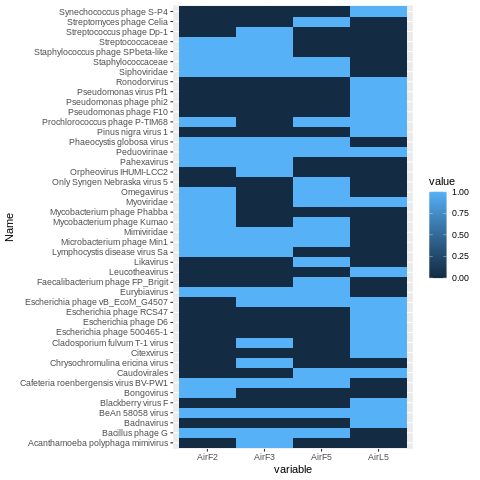 Synechococcus phage S-P4
Streptomyces phage Celia
Streptococcus phage Dp-1
Streptococcaceae
Staphylococcus phage SPbeta-like
Staphylococcaceae
Siphoviridae
Ronodorvirus
Pseudomonas virus Pf1
Pseudomonas phage phi2
Pseudomonas phage F10
Prochlorococcus phage P-TIM68
Pinus nigra virus 1
Phaeocystis globosa virus
Peduovirinae
Pahexavirus
Orpheovirus IHUMI-LCC2
Only Syngen Nebraska virus 5
Omegavirus
Myoviridae
Mycobacterium phage Phabba
Mycobacterium phage Kumao
Mimiviridae
Microbacterium phage Min1
Lymphocystis disease virus Sa
Likavirus
Leucotheavirus
Faecalibacterium phage FP_Brigit
Eurybiavirus
Escherichia phage vB_EcoM_G4507
Escherichia phage RCS47
Escherichia phage D6
Escherichia phage 500465-1
Cladosporium fulvum T-1 virus
Citexvirus
Chrysochromulina ericina virus
Caudovirales
Cafeteria roenbergensis virus BV-PW1
Bongovirus
Blackberry virus F
BeAn 58058 virus
Badnavirus
Bacillus phage G
Acanthamoeba polyphaga mimivirus
Name
AirF2 AirF3 AirF5 AirL5
variable
value
1.00
0.75
0.50
0.25
0.00